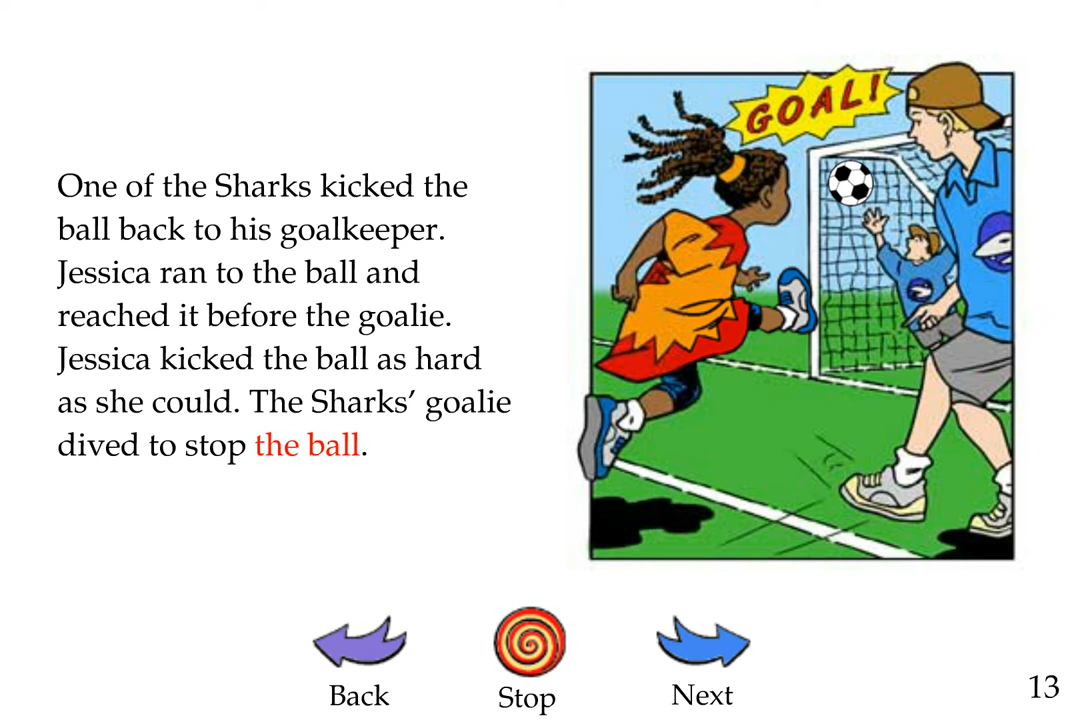 GOAL!
One of the Sharks kicked the
ball back to his goalkeeper.
Jessica ran to the ball and
reached it before the goalie.
Jessica kicked the ball as hard
as she could. The Sharks’ goalie
dived to stop the ball.
Back
Stop
Next
13